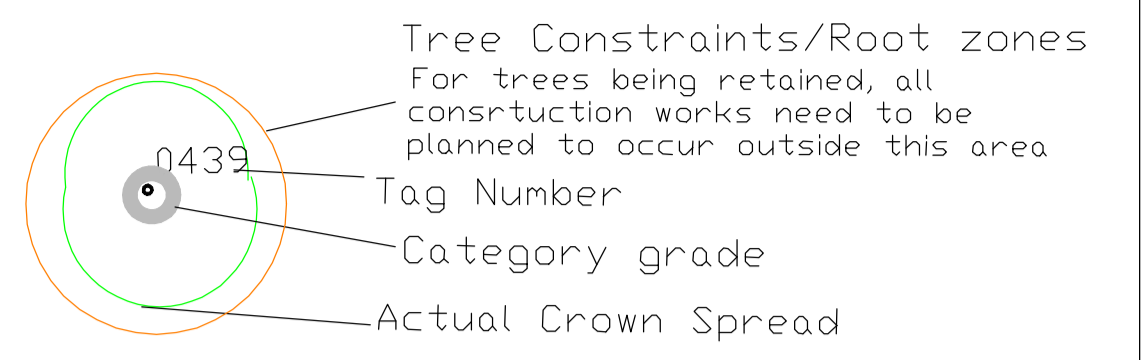 Tree Constraints/Root zones
For trees being retained, all
consrtuction works need to be
planned to occur outside this area
0439
Tag Number
Category grade
Actual Crown Spread